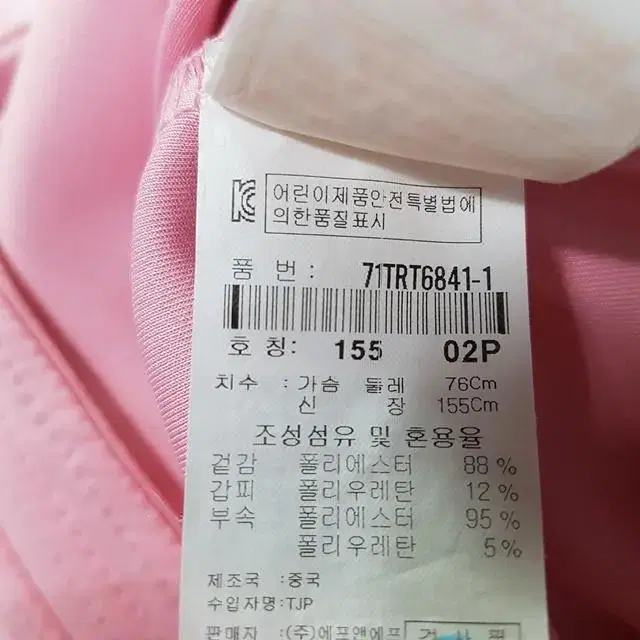 어린이제품안전특별법에
의한품질표시
품 번 : 71TRT6841-1
호 칭: 155 02P
치수 : 가슴 둘레 76Cm
신 장 155Cm
조성섬유 및 혼용율
겉감 폴리에스터 88 %
갑피 폴리우레탄 12 %
부속 폴리에스터 95 %
폴리우레탄 5 %
제조국 :중국
수입자명:TJP
판매자 :(주)에프앤에프